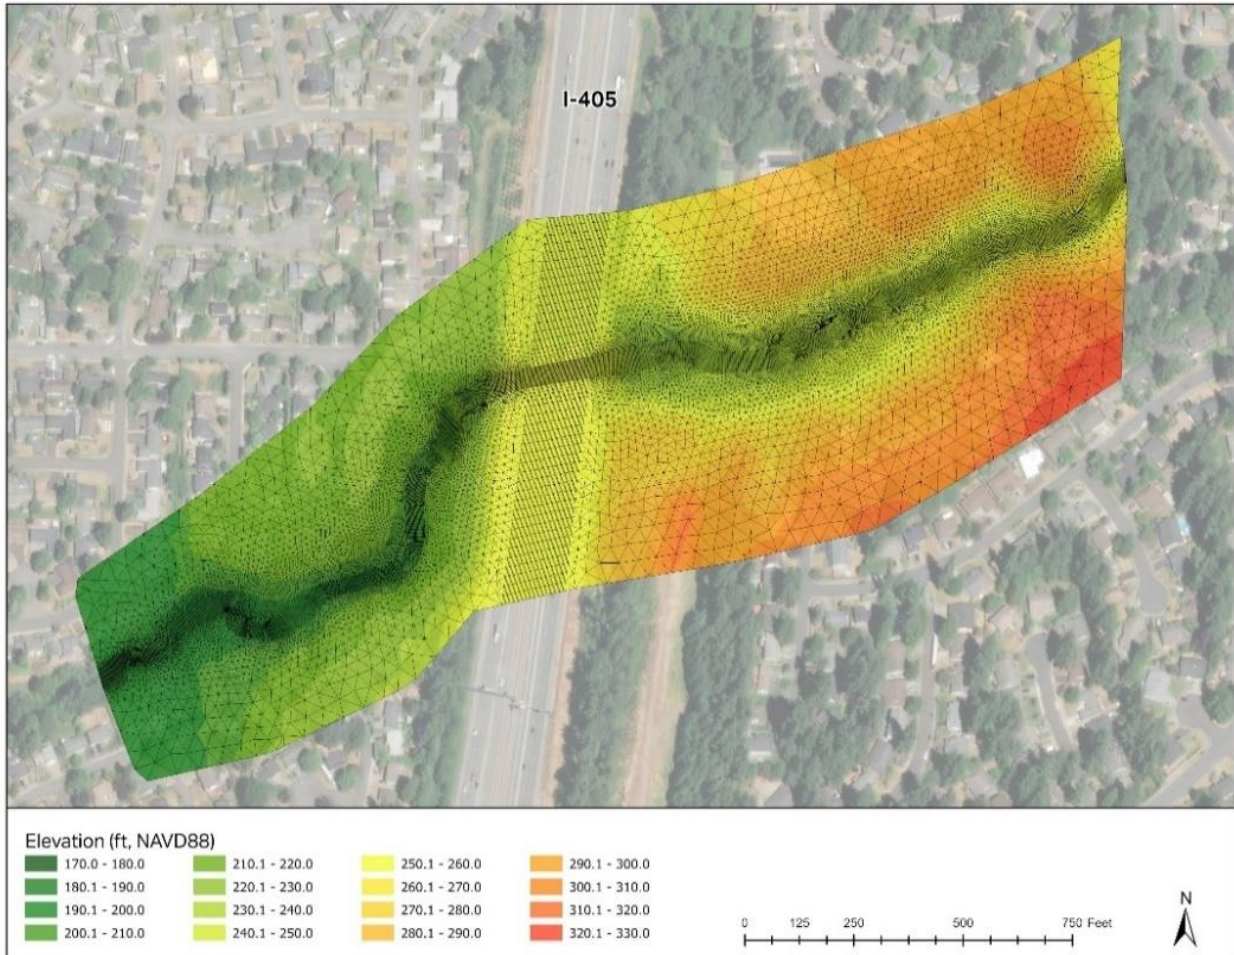 I-405
Elevation (ft, NAVD88)
170.0 - 180.0 210.1 - 220.0 250.1 - 260.0 290.1 - 300.0
180.1 - 190.0 220.1 - 230.0 260.1 - 270.0 300.1 - 310.0
190.1 - 200.0 230.1 - 240.0 270.1 - 280.0 310.1 - 320.0
200.1 - 210.0 240.1 - 250.0 280.1 - 290.0 320.1 - 330.0
0 125 250 500 750 Feet
N